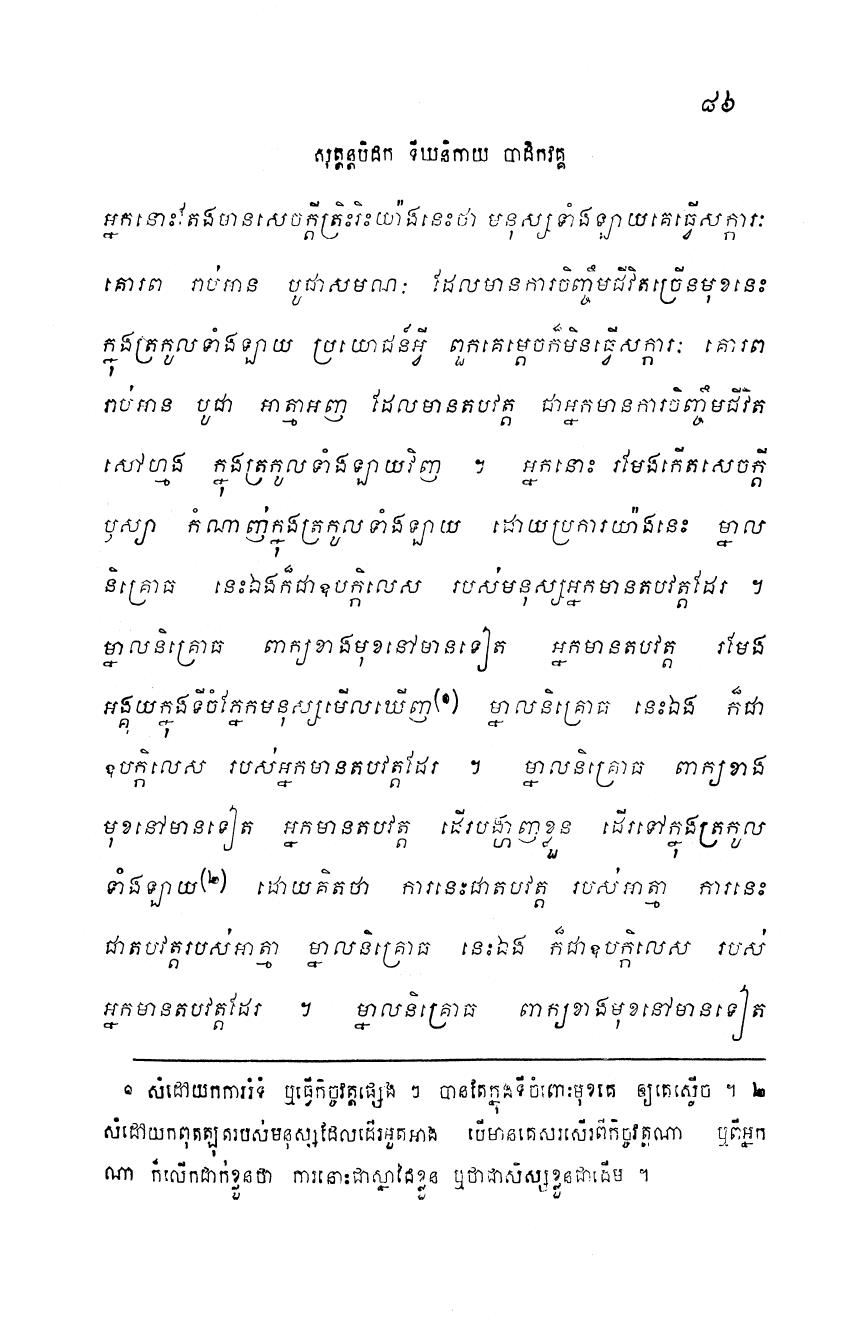 ៨៦
សុត្តន្តបិដក ទីឃនិកាយ បាដិកវគ្គ
អ្នកនោះ តែងមានសេចក្តីត្រិះរិះយ៉ាងនេះថា មនុស្សទាំងឡាយគេធ្វើសក្ការៈ
គោរព រាប់អាន បូជាសមណៈ ដែលមានការចិញ្ចឹមជីវិតច្រើនមុខនេះ
ក្នុងត្រកូលទាំងឡាយ ប្រយោជន៍អ្វី ពួកគេម្តេចក៏មិនធ្វើសក្ការៈ គោរព
រាប់អាន បូជា អាត្មាអញ ដែលមានតបវត្ត ជាអ្នកមានការចិញ្ចឹមជីវិត
សៅហ្មង ក្នុងត្រកូលទាំងឡាយវិញ ។ អ្នកនោះ រមែងកើតសេចក្តី
ឫស្យា កំណាញ់ក្នុងត្រកូលទាំងឡាយ ដោយប្រការយ៉ាងនេះ ម្នាល
និគ្រោធ នេះឯងក៏ជាឧបក្តិលេស របស់មនុស្សអ្នកមានតបវត្តដែរ ។
ម្នាលនិគ្រោធ ពាក្យខាងមុខនៅមានទៀត អ្នកមានតបវត្ត រមែង
អង្គុយក្នុងទីចំភ្នែកមនុស្សមើលឃើញ(១) ម្នាលនិគ្រោធ នេះឯង ក៏ជា
ឧបក្តិលេស របស់អ្នកមានតបវត្តដែរ ។ ម្នាលនិគ្រោធ ពាក្យខាង
មុខនៅមានទៀត អ្នកមានតបវត្ត ដើរបង្ហាញខ្លួន ដើរទៅក្នុងត្រកូល
ទាំងឡាយ(២) ដោយគិតថា ការនេះជាតបវត្ត របស់អាត្មា ការនេះ
ជាតបវត្តរបស់អាត្មា ម្នាលនិគ្រោធ នេះឯង ក៏ជាឧបក្តិលេស របស់
អ្នកមានតបវត្តដែរ ។ ម្នាលនិគ្រោធ ពាក្យខាងមុខនៅមានទៀត
១ សំដៅយកការរំទំ ឬធ្វើកិច្ចវត្តផ្សេង ៗ បានតែក្នុងទីចំពោះមុខគេ ឲ្យគេស្ងើច ។ ២
សំដៅយកពុតត្បុតរបស់មនុស្សដែលដើរអួតអាង បើមានគេសរសើរពីកិច្ចវត្តណា ឬពីអ្នក
ណា ក៏លើកដាក់ខ្លួនថា ការនោះជាស្នាដៃខ្លួន ឬថាជាសិស្សខ្លួនជាដើម ។